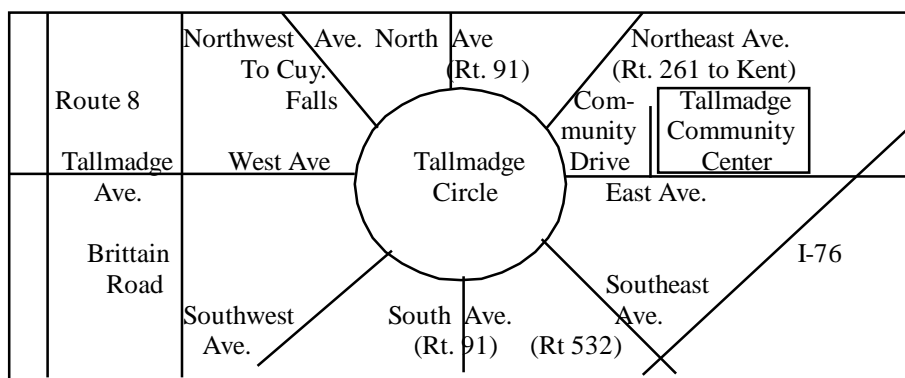 Northwest Ave. North Ave
To Cuy.
Falls
(Rt. 91)
Northeast Ave.
(Rt. 261 to Kent)
Route 8
Com-
munity
Drive
Tallmadge
Community
Center
Tallmadge
Ave.
West Ave
Tallmadge
Circle
East Ave.
Brittain
Road
I-76
Southwest
Ave.
South Ave.
(Rt. 91)
Southeast
Ave.
(Rt 532)